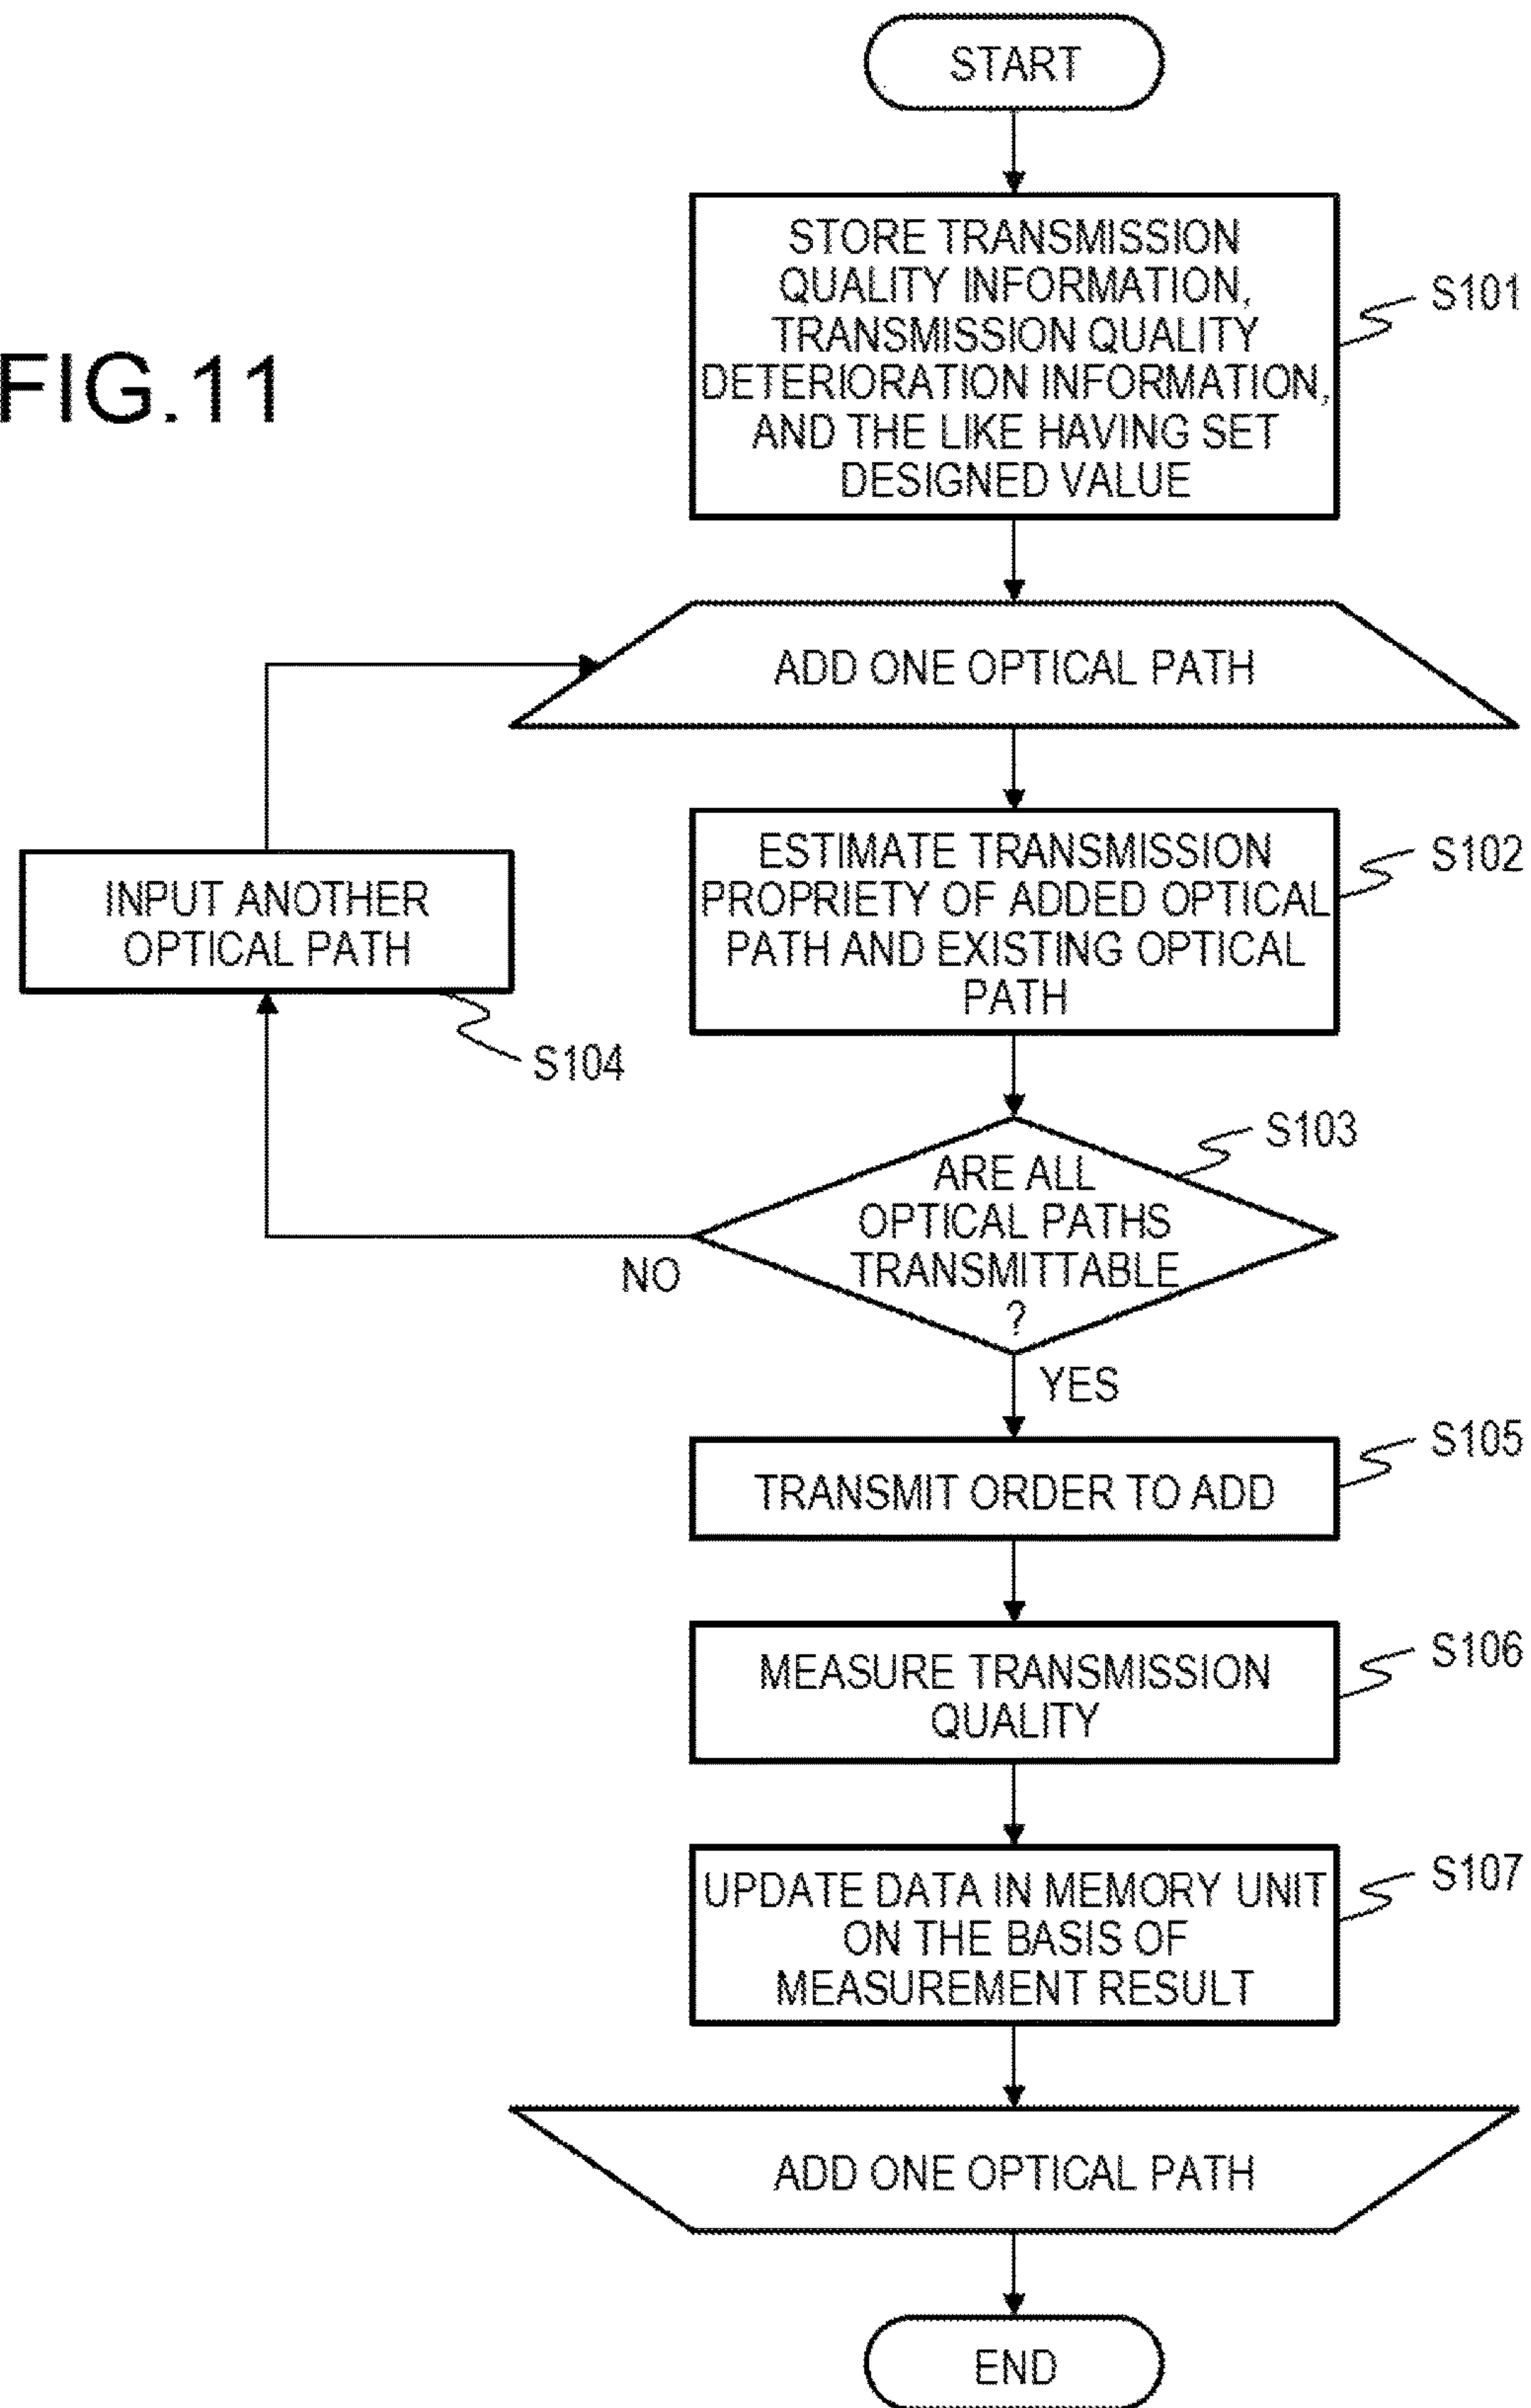 FIG.11
START
STORE TRANSMISSION
QUALITY INFORMATION,
TRANSMISSION QUALITY
DETERIORATION INFORMATION,
AND THE LIKE HAVING SET
DESIGNED VALUE
S101
ADD ONE OPTICAL PATH
ESTIMATE TRANSMISSION
PROPRIETY OF ADDED OPTICAL
PATH AND EXISTING OPTICAL
PATH
S102
INPUT ANOTHER
OPTICAL PATH
S104
ARE ALL
OPTICAL PATHS
TRANSMITTABLE
?
S103
NO
YES
TRANSMIT ORDER TO ADD
S105
MEASURE TRANSMISSION
QUALITY
S106
UPDATE DATA IN MEMORY UNIT
ON THE BASIS OF
MEASUREMENT RESULT
S107
ADD ONE OPTICAL PATH
END